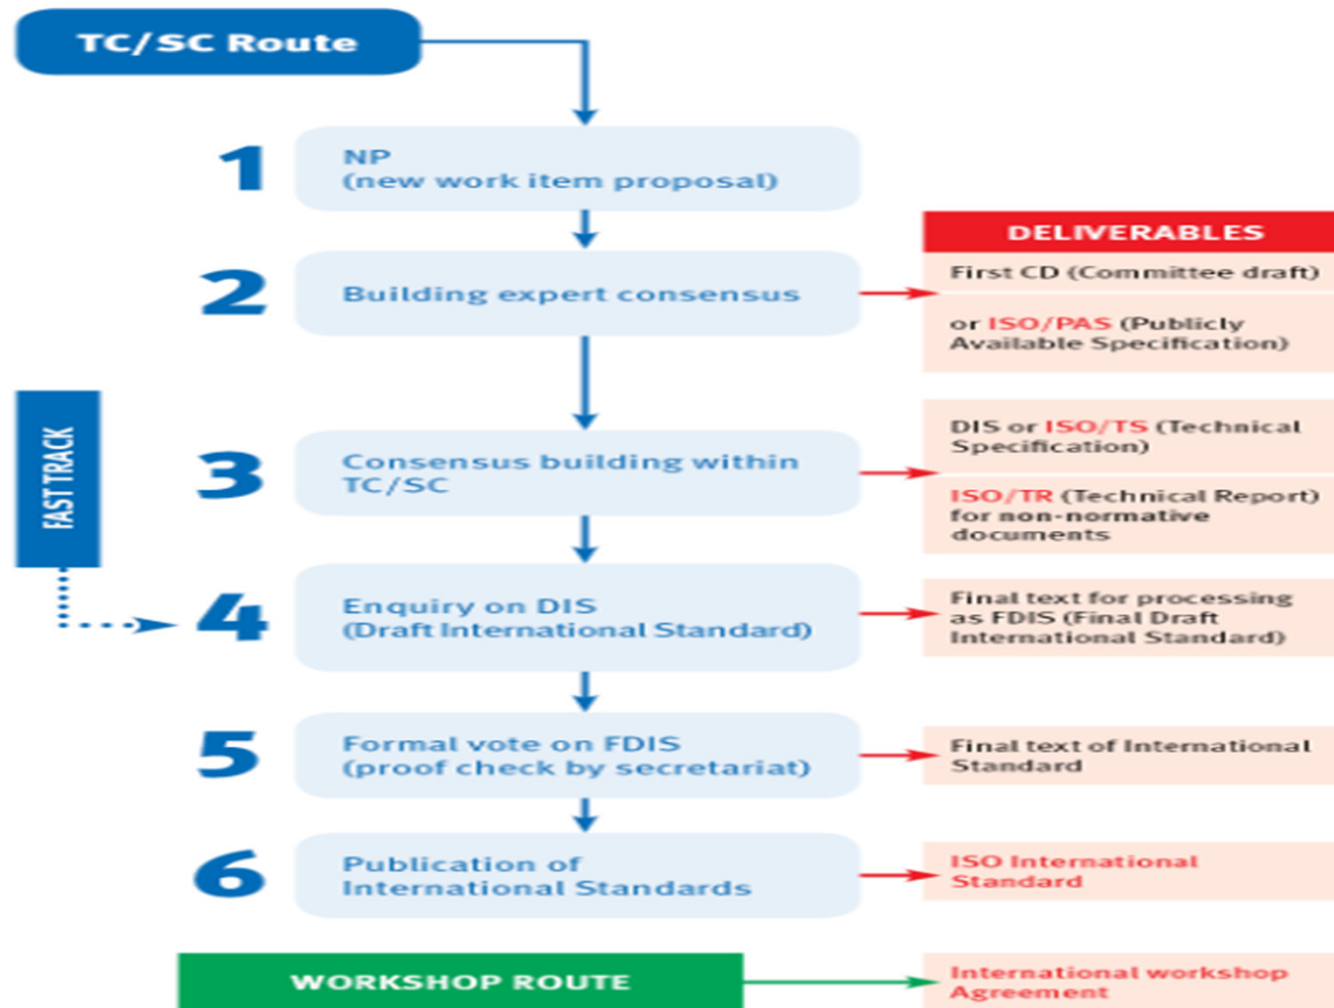 TC/SC Route
1
NP
(new work item proposal)
DELIVERABLES
2
Building expert consensus
First CD (Committee draft)
or ISO/PAS (Publicly
Available Specification)
FAST TRACK
3
Consensus building within
TC/SC
DIS or ISO/TS (Technical
Specification)
ISO/TR (Technical Report)
for non-normative
documents
4
Enquiry on DIS
(Draft International Standard)
Final text for processing
as FDIS (Final Draft
International Standard)
5
Formal vote on FDIS
(proof check by secretariat)
Final text of International
Standard
6
Publication of
International Standards
ISO International
Standard
WORKSHOP ROUTE
International workshop
Agreement